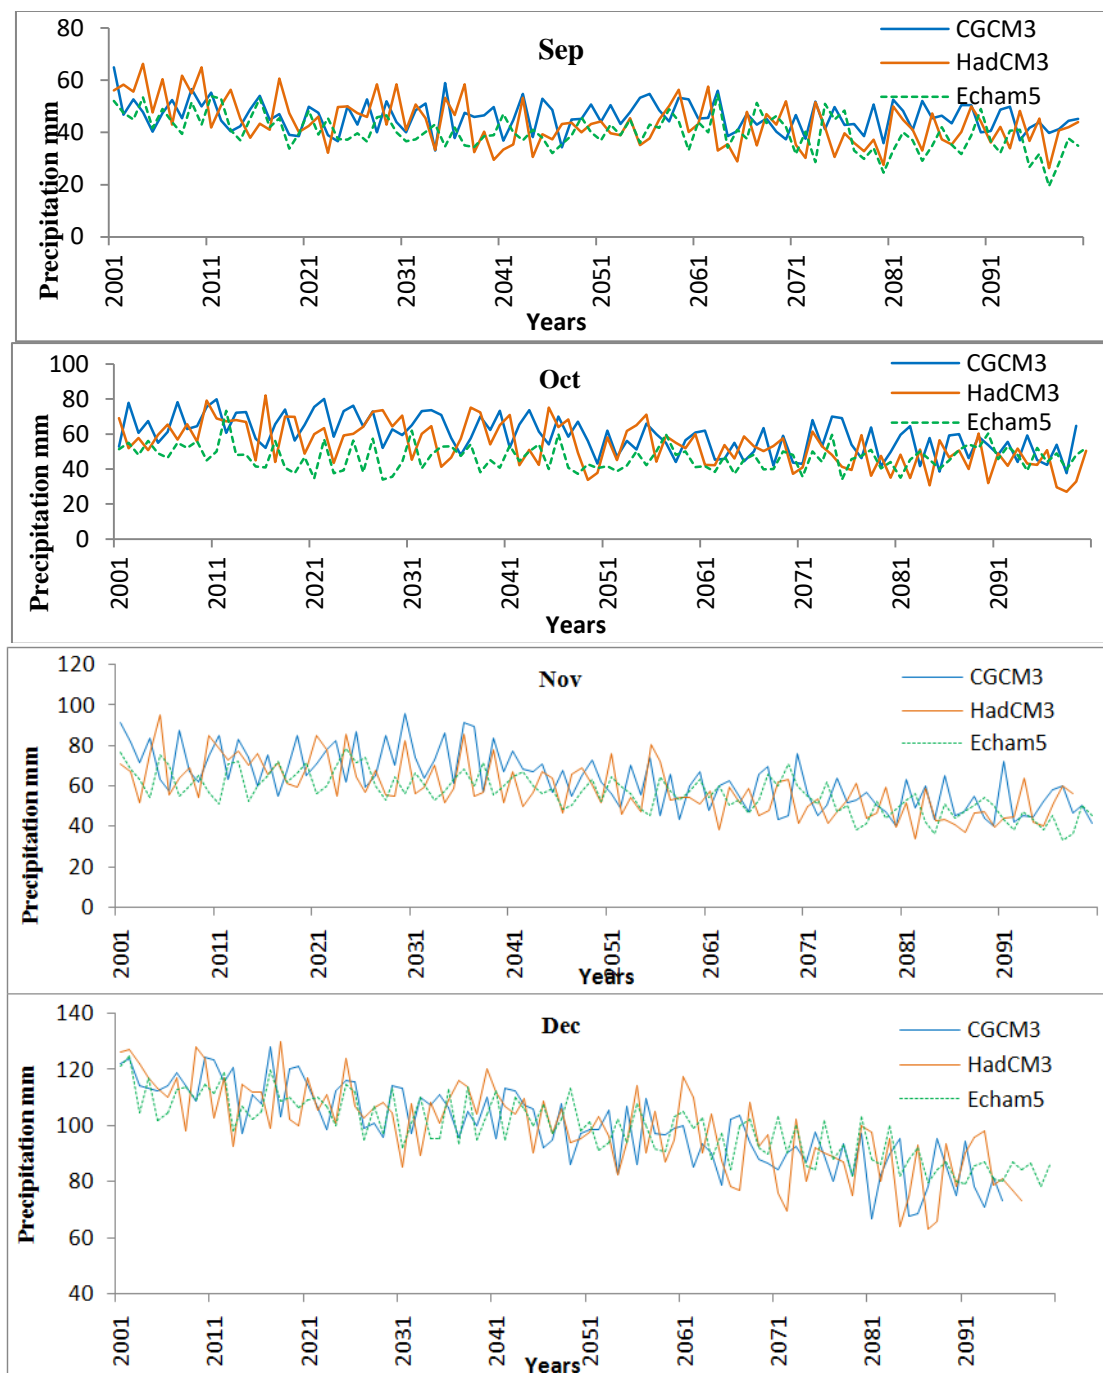 80
60
40
20
0
Precipitation mm
Sep
CGCM3
HadCM3
Echam5
2001
2011
2021
2031
2041
2051
2061
2071
2081
2091
Years
100
80
60
40
20
0
Precipitation mm
Oct
CGCM3
HadCM3
Echam5
2001
2011
2021
2031
2041
2051
2061
2071
2081
2091
Years
120
100
80
60
40
20
0
Precipitation mm
Nov
CGCM3
HadCM3
Echam5
2001
2011
2021
2031
2041
2051
2061
2071
2081
2091
Years
140
120
100
80
60
40
Precipitation mm
Dec
CGCM3
HadCM3
Echam5
2001
2011
2021
2031
2041
2051
2061
2071
2081
2091
Years